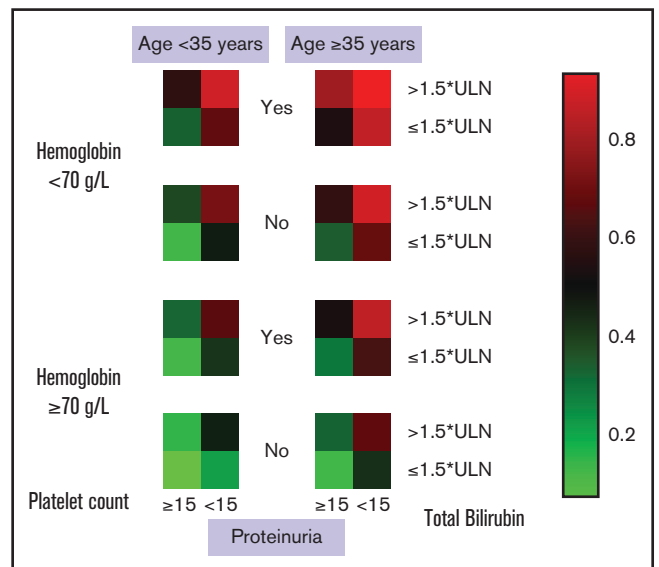 Age <35 years Age ≥35 years
>1.5*ULN
Yes
≤1.5*ULN
Hemoglobin
<70 g/L
>1.5*ULN
No
≤1.5*ULN
>1.5*ULN
Yes
≤1.5*ULN
Hemoglobin
≥70 g/L
>1.5*ULN
No
≤1.5*ULN
Platelet count ≥15 <15 ≥15 <15 Total Bilirubin
Proteinuria
0.8
0.6
0.4
0.2